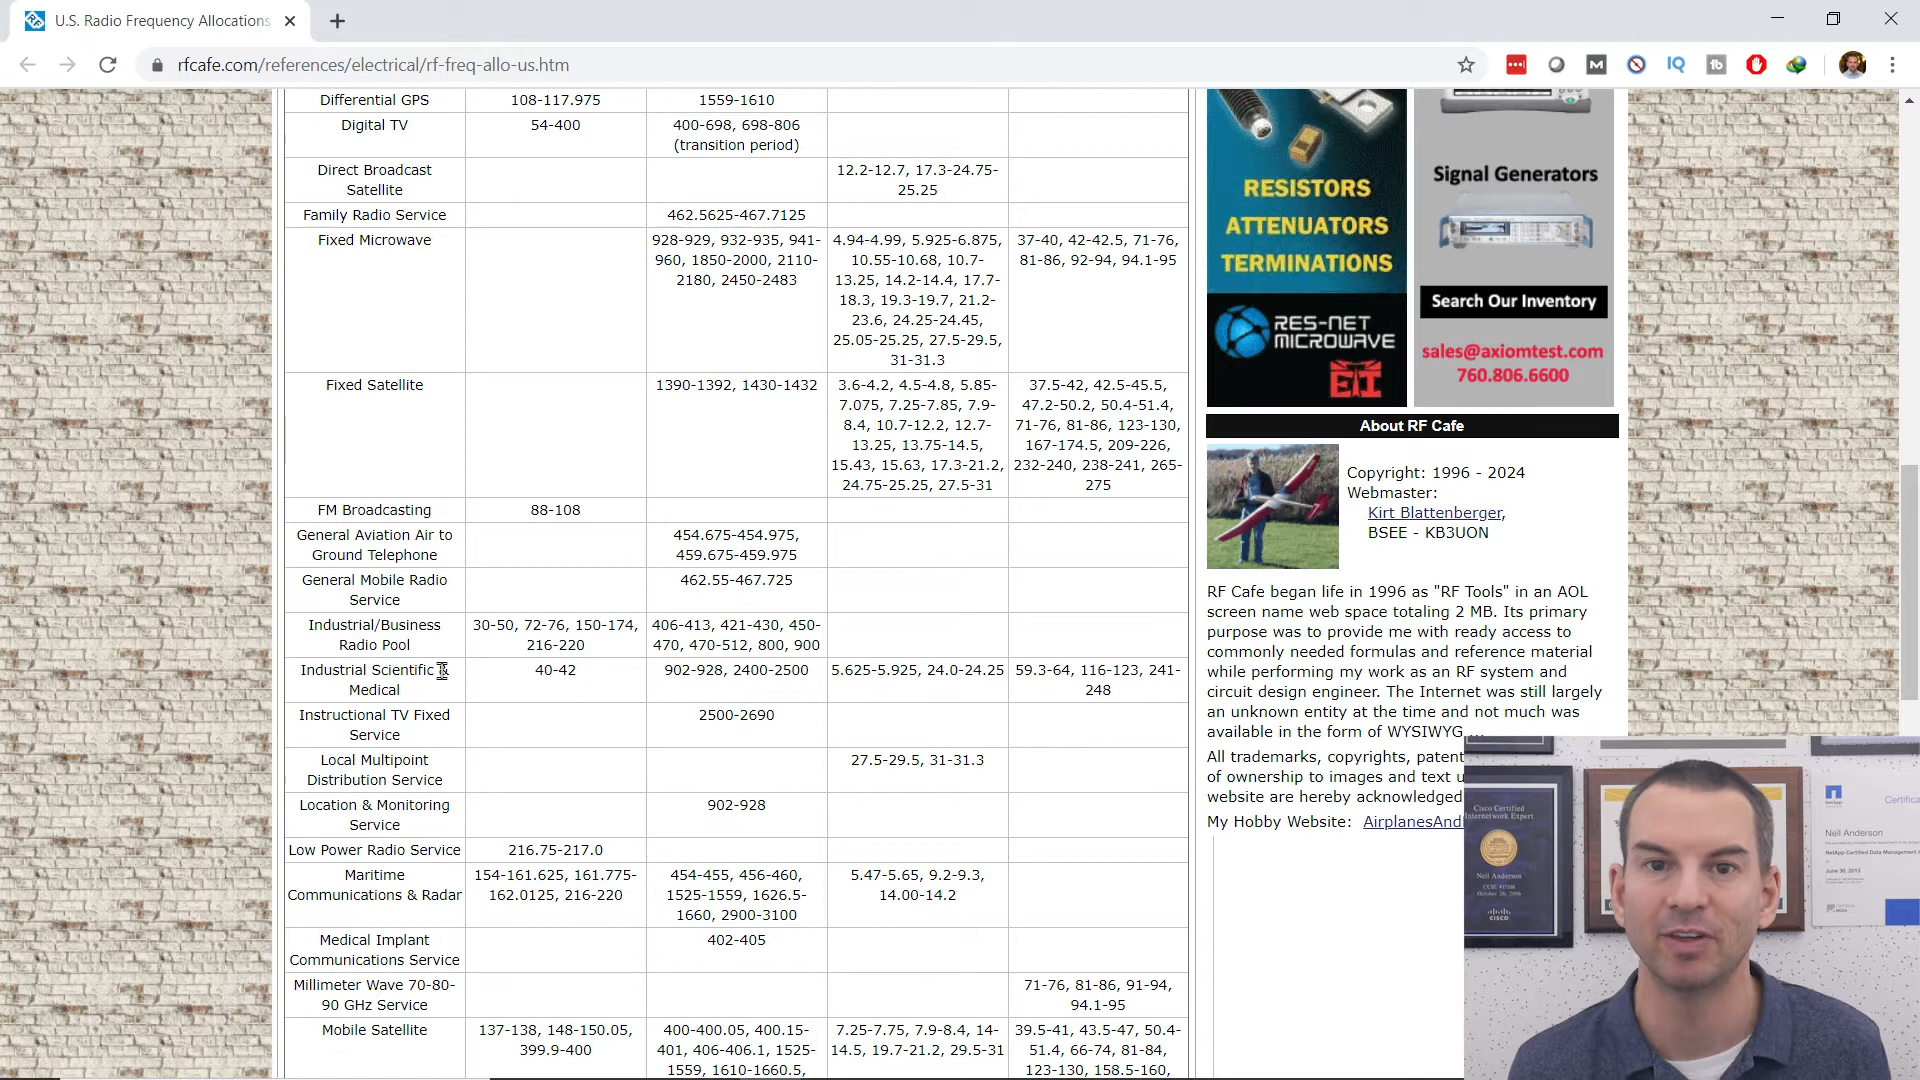 U.S. Radio Frequency Allocations
rfcafe.com/references/electrical/rf-freq-allo-us.htm
Differential GPS 108-117.975 1559-1610
Digital TV 54-400 400-698, 698-806
(transition period)
Direct Broadcast
Satellite
12.2-12.7, 17.3-24.75-
25.25
Family Radio Service 462.5625-467.7125
Fixed Microwave
928-929, 932-935, 941-
960, 1850-2000, 2110-
2180, 2450-2483
4.94-4.99, 5.925-6.875,
10.55-10.68, 10.7-
13.25, 14.2-14.4, 17.7-
18.3, 19.3-19.7, 21.2-
23.6, 24.25-24.45,
25.05-25.25, 27.5-29.5,
31-31.3
37-40, 42-42.5, 71-76,
81-86, 92-94, 94.1-95
Fixed Satellite
1390-1392, 1430-1432
3.6-4.2, 4.5-4.8, 5.85-
7.075, 7.25-7.85, 7.9-
8.4, 10.7-12.2, 12.7-
13.25, 13.75-14.5,
15.43, 15.63, 17.3-21.2,
24.75-25.25, 27.5-31
37.5-42, 42.5-45.5,
47.2-50.2, 50.4-51.4,
71-76, 81-86, 123-130,
167-174.5, 209-226,
232-240, 238-241, 265-
275
FM Broadcasting 88-108
General Aviation Air to
Ground Telephone
454.675-454.975,
459.675-459.975
General Mobile Radio
Service
462.55-467.725
Industrial/Business
Radio Pool
30-50, 72-76, 150-174,
216-220
406-413, 421-430, 450-
470, 470-512, 800, 900
Industrial Scientific &
Medical
40-42
902-928, 2400-2500
5.625-5.925, 24.0-24.25
59.3-64, 116-123, 241-
248
Instructional TV Fixed
Service
2500-2690
Local Multipoint
Distribution Service
27.5-29.5, 31-31.3
Location & Monitoring
Service
902-928
Low Power Radio Service 216.75-217.0
Maritime
Communications & Radar
154-161.625, 161.775-
162.0125, 216-220
454-455, 456-460,
1525-1559, 1626.5-
1660, 2900-3100
5.47-5.65, 9.2-9.3,
14.00-14.2
Medical Implant
Communications Service
402-405
Millimeter Wave 70-80-
90 GHz Service
71-76, 81-86, 91-94,
94.1-95
Mobile Satellite
137-138, 148-150.05,
399.9-400
400-400.05, 400.15-
401, 406-406.1, 1525-
1559, 1610-1660.5,
7.25-7.75, 7.9-8.4, 14-
14.5, 19.7-21.2, 29.5-31
39.5-41, 43.5-47, 50.4-
51.4, 66-74, 81-84,
123-130, 158.5-160,
RESISTORS
ATTENUATORS
TERMINATIONS
RES-NET
MICROWAVE
EII
Signal Generators
Search Our Inventory
sales@axiomtest.com
760.806.6600
About RF Cafe
Copyright: 1996 - 2024
Webmaster:
Kirt Blattenberger,
BSEE - KB3UON
RF Cafe began life in 1996 as "RF Tools" in an AOL
screen name web space totaling 2 MB. Its primary
purpose was to provide me with ready access to
commonly needed formulas and reference material
while performing my work as an RF system and
circuit design engineer. The Internet was still largely
an unknown entity at the time and not much was
available in the form of WYSIWYG ...
All trademarks, copyrights, patent
of ownership to images and text u
website are hereby acknowledged
My Hobby Website: AirplanesAnd
Cisco Certified
Internetwork Expert
Neil Anderson
cisco
CISCO
NetApp
Certifica
Neil Anderson
NetApp Certified Data Management A
June 30, 2013